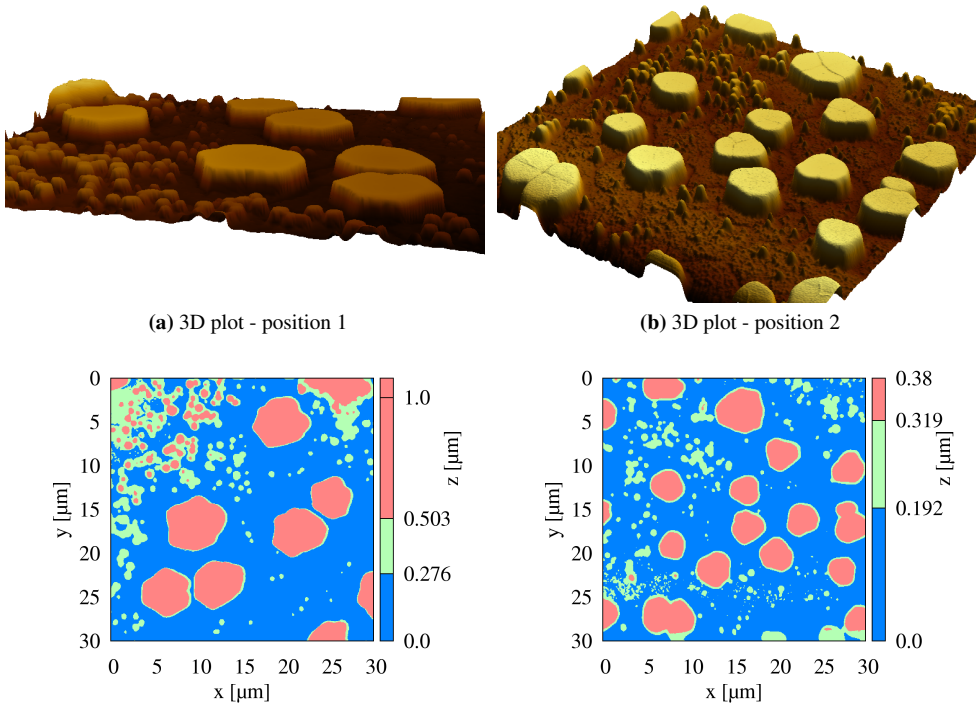 (a) 3D plot - position 1
(b) 3D plot - position 2
0
5
10
15
20
25
30
y [µm]
0 5 10 15 20 25 30
x [µm]
1.0
0.503
0.276
0.0
z [µm]
0
5
10
15
20
25
30
y [µm]
0 5 10 15 20 25 30
x [µm]
0.38
0.319
0.192
0.0
z [µm]